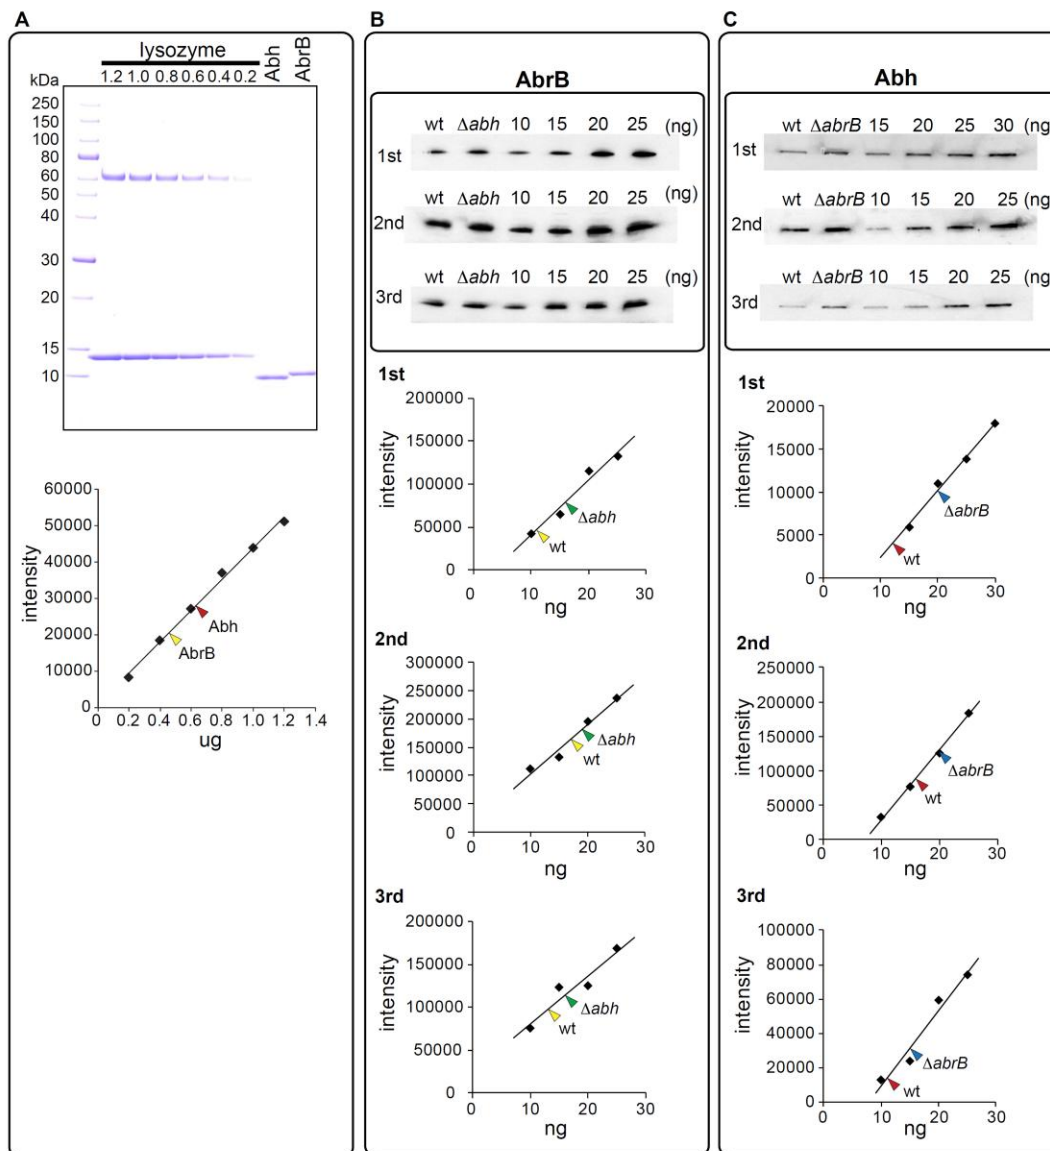 A
lysozyme
Abh
AbrB
kDa
1.2 1.0 0.8 0.6 0.4 0.2
250
150
100
80
60
50
40
30
20
15
10
60000
50000
40000
30000
20000
10000
0
intensity
Abh
AbrB
0 0.2 0.4 0.6 0.8 1.0 1.2 1.4
ug
B
AbrB
wt Δabh 10 15 20 25 (ng)
1st
wt Δabh 10 15 20 25 (ng)
2nd
wt Δabh 10 15 20 25 (ng)
3rd
1st
200000
150000
100000
50000
0
intensity
Δabh
wt
0 10 20 30
ng
2nd
300000
250000
200000
150000
100000
50000
0
intensity
Δabh
wt
0 10 20 30
ng
3rd
200000
150000
100000
50000
0
intensity
Δabh
wt
0 10 20 30
ng
C
Abh
wt ΔabrB 15 20 25 30 (ng)
1st
wt ΔabrB 10 15 20 25 (ng)
2nd
wt ΔabrB 10 15 20 25 (ng)
3rd
1st
20000
15000
10000
5000
0
intensity
ΔabrB
wt
0 10 20 30
ng
2nd
250000
200000
150000
100000
50000
0
intensity
ΔabrB
wt
0 10 20 30
ng
3rd
100000
80000
60000
40000
20000
0
intensity
ΔabrB
wt
0 10 20 30
ng